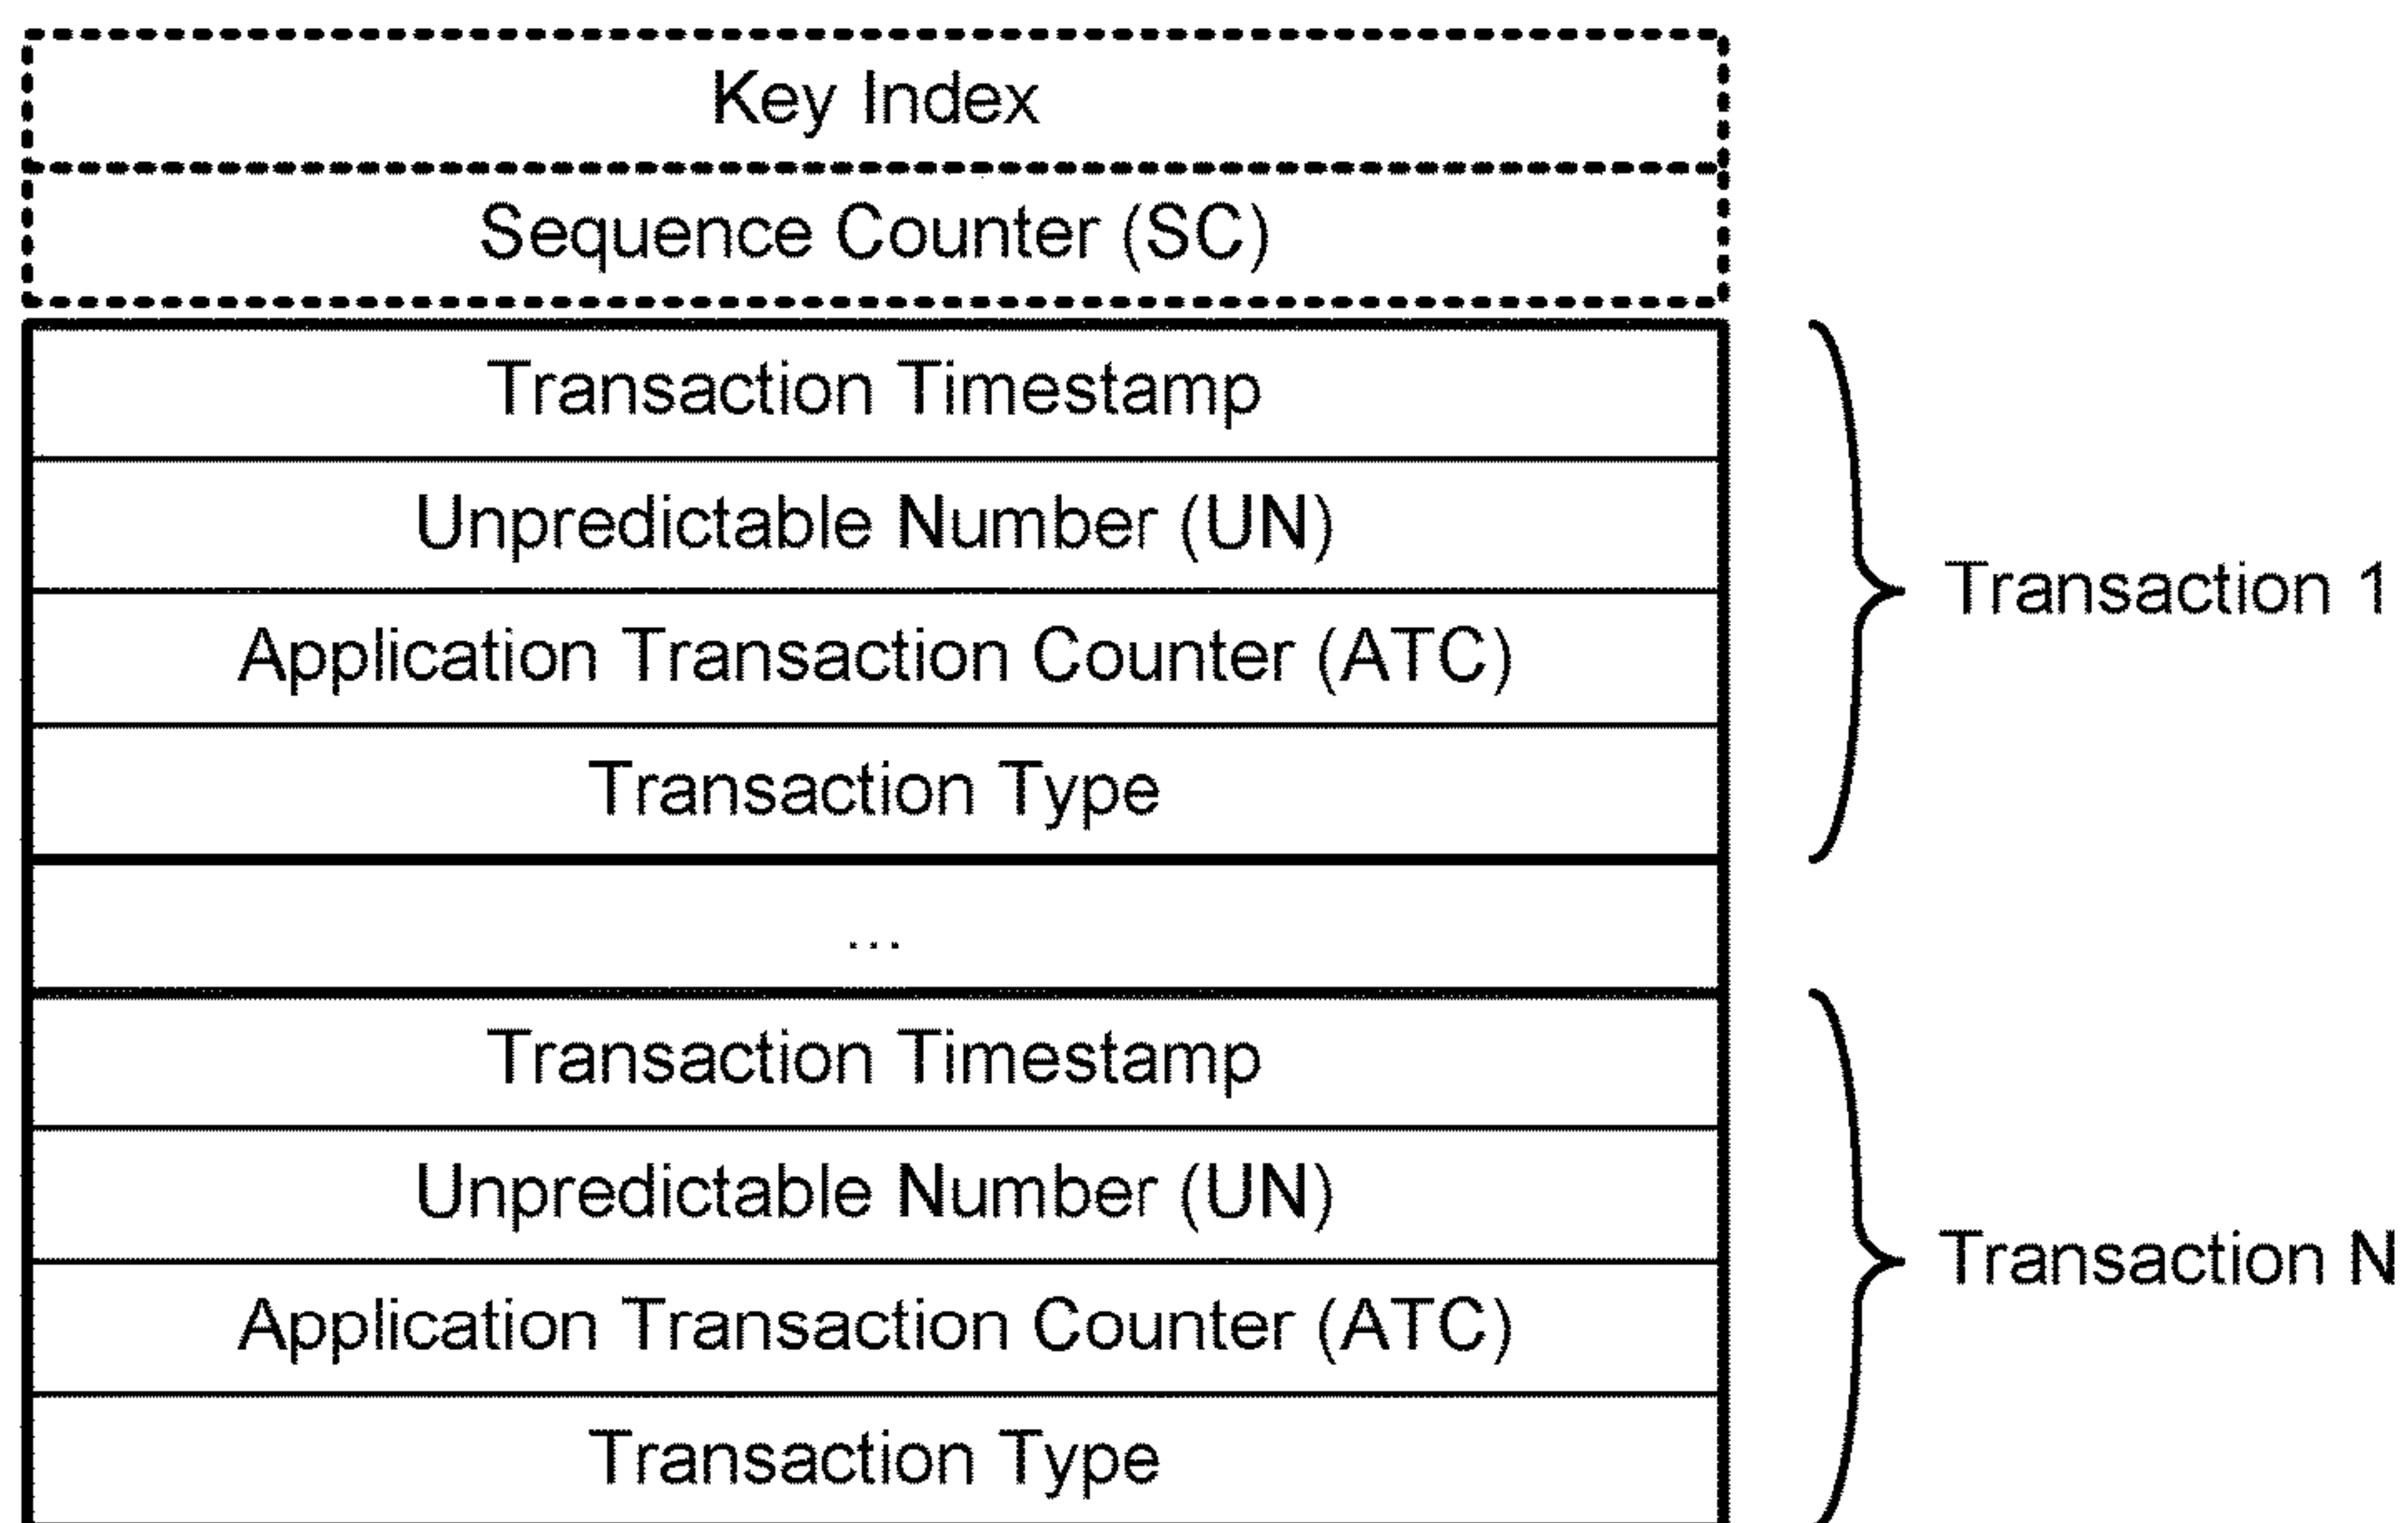 Key Index
Sequence Counter (SC)
Transaction Timestamp
Unpredictable Number (UN)
Application Transaction Counter (ATC)
Transaction Type
Transaction 1
...
Transaction Timestamp
Unpredictable Number (UN)
Application Transaction Counter (ATC)
Transaction Type
Transaction N